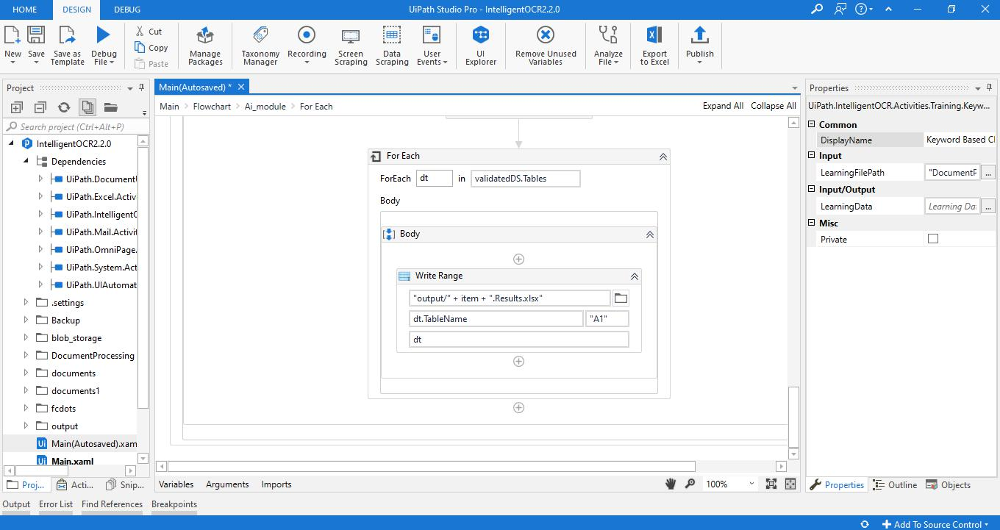 HOME DESIGN DEBUG UiPath Studio Pro - IntelligentOCR2.2.0
New Save Save as Template Debug File Cut Copy Paste Manage Packages Taxonomy Manager Recording Screen Scraping Data Scraping User Events UI Explorer Remove Unused Variables Analyze File Export to Excel Publish
Project
Search project (Ctrl+Alt+P)
IntelligentOCR2.2.0
Dependencies
UiPath.Document
UiPath.Excel.Activ
UiPath.Intelligent
UiPath.Mail.Activit
UiPath.OmniPage.
UiPath.System.Act
UiPath.UIAutomat
.settings
Backup
blob_storage
DocumentProcessing
documents
documents1
fcdots
output
Main(Autosaved).xam
Main.xaml
Proj... Acti... Snip...
Main(Autosaved) *
Main Flowchart Ai_module For Each Expand All Collapse All
For Each
ForEach dt in validatedDS.Tables
Body
Body
Write Range
"output/" + item + ".Results.xlsx"
dt.TableName "A1"
dt
Variables Arguments Imports 100%
Properties
UiPath.IntelligentOCR.Activities.Training.Keyw...
Common
DisplayName Keyword Based Cl
Input
LearningFilePath "DocumentP ...
Input/Output
LearningData Learning Da ...
Misc
Private
Properties Outline Objects
Output Error List Find References Breakpoints
Add To Source Control